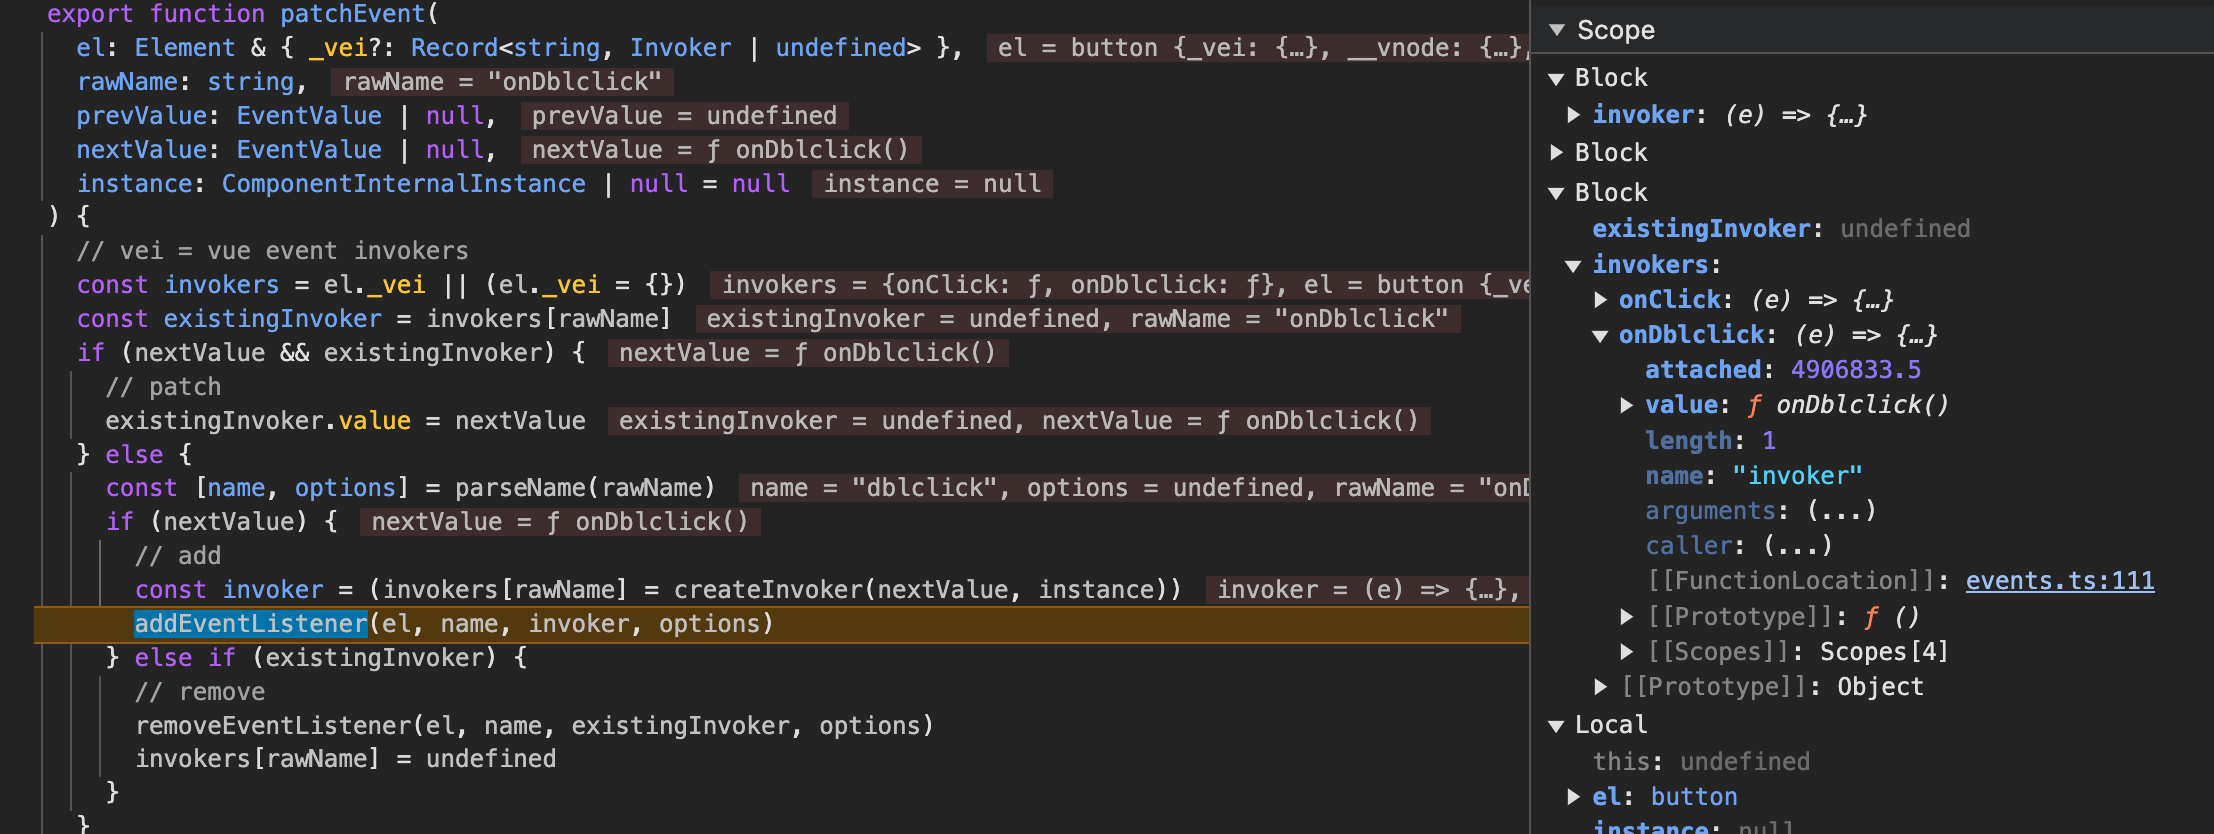 export function patchEvent(
el: Element & { _vei?: Record<string, Invoker | undefined> }, el = button {_vei: {…}, __vnode: {…},
rawName: string, rawName = "onDblclick"
prevValue: EventValue | null, prevValue = undefined
nextValue: EventValue | null, nextValue = ƒ onDblclick()
instance: ComponentInternalInstance | null = null instance = null
) {
// vei = vue event invokers
const invokers = el._vei || (el._vei = {}) invokers = {onClick: ƒ, onDblclick: ƒ}, el = button {_ve
const existingInvoker = invokers[rawName] existingInvoker = undefined, rawName = "onDblclick"
if (nextValue && existingInvoker) { nextValue = ƒ onDblclick()
// patch
existingInvoker.value = nextValue existingInvoker = undefined, nextValue = ƒ onDblclick()
} else {
const [name, options] = parseName(rawName) name = "dblclick", options = undefined, rawName = "onD
if (nextValue) { nextValue = ƒ onDblclick()
// add
const invoker = (invokers[rawName] = createInvoker(nextValue, instance)) invoker = (e) => {…},
addEventListener(el, name, invoker, options)
} else if (existingInvoker) {
// remove
removeEventListener(el, name, existingInvoker, options)
invokers[rawName] = undefined
}
}
Scope
Block
invoker: (e) => {…}
Block
Block
existingInvoker: undefined
invokers:
onClick: (e) => {…}
onDblclick: (e) => {…}
attached: 4906833.5
value: ƒ onDblclick()
length: 1
name: "invoker"
arguments: (...)
caller: (...)
[[FunctionLocation]]: events.ts:111
[[Prototype]]: ƒ ()
[[Scopes]]: Scopes[4]
[[Prototype]]: Object
Local
this: undefined
el: button
instance: null